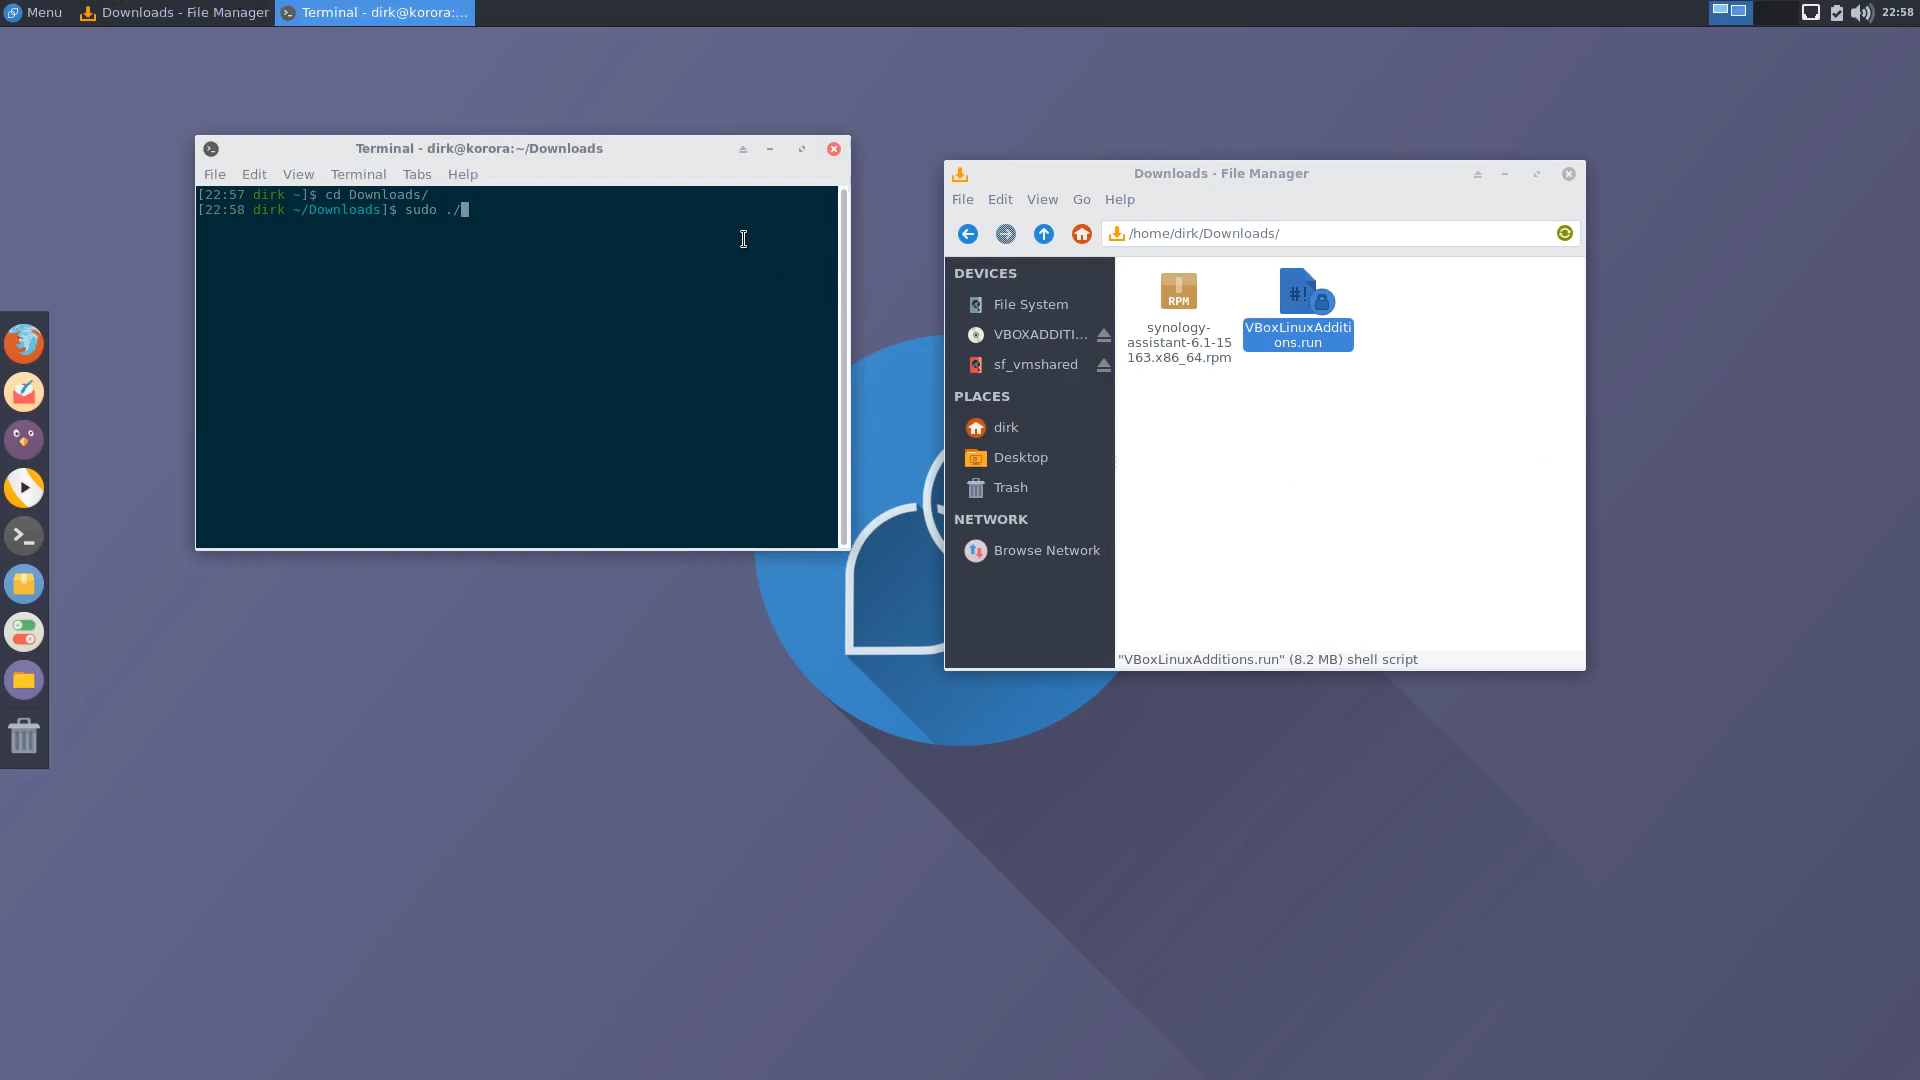 Menu
Downloads - File Manager
Terminal - dirk@korora:...
22:58
Terminal - dirk@korora:~/Downloads
File Edit View Terminal Tabs Help
[22:57 dirk ~]$ cd Downloads/
[22:58 dirk ~/Downloads]$ sudo ./
Downloads - File Manager
File Edit View Go Help
/home/dirk/Downloads/
DEVICES
File System
VBOXADDITI...
sf_vmshared
PLACES
dirk
Desktop
Trash
NETWORK
Browse Network
RPM
synology-
assistant-6.1-15
163.x86_64.rpm
#!
VBoxLinuxAdditi
ons.run
"VBoxLinuxAdditions.run" (8.2 MB) shell script